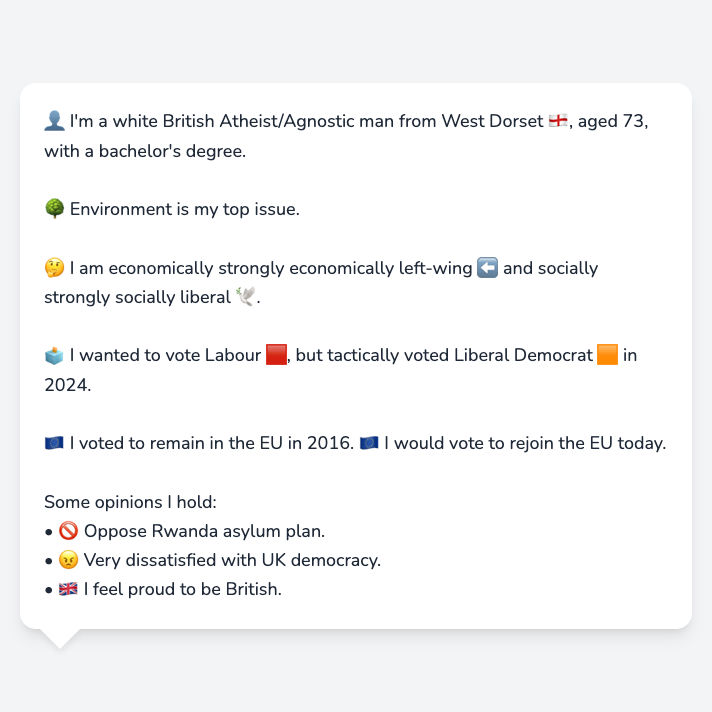 👤 I'm a white British Atheist/Agnostic man from West Dorset 🏴󠁧󠁢󠁥󠁮󠁧󠁿, aged 73,
with a bachelor's degree.
🌳 Environment is my top issue.
🤔 I am economically strongly economically left-wing ⬅️ and socially
strongly socially liberal 🕊️.
🗳️ I wanted to vote Labour 🟥, but tactically voted Liberal Democrat 🟧 in
2024.
🇪🇺 I voted to remain in the EU in 2016. 🇪🇺 I would vote to rejoin the EU today.
Some opinions I hold:
• 🚫 Oppose Rwanda asylum plan.
• 😠 Very dissatisfied with UK democracy.
• 🇬🇧 I feel proud to be British.